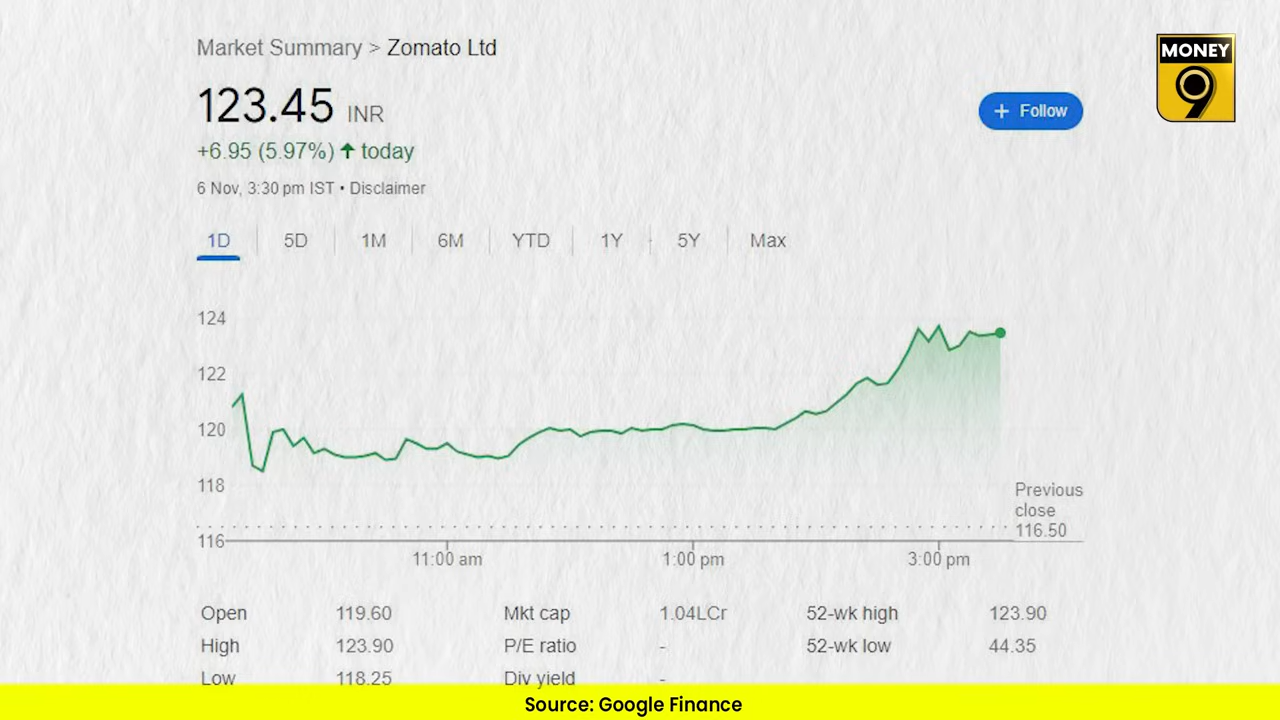 Market Summary > Zomato Ltd
MONEY
9
123.45 INR
+ Follow
+6.95 (5.97%) ↑ today
6 Nov, 3:30 pm IST • Disclaimer
1D 5D 1M 6M YTD 1Y 5Y Max
124
122
120
118
Previous
close
116.50
116
11:00 am 1:00 pm 3:00 pm
Open 119.60 Mkt cap 1.04LCr 52-wk high 123.90
High 123.90 P/E ratio - 52-wk low 44.35
Low 118.25 Div yield -
Source: Google Finance